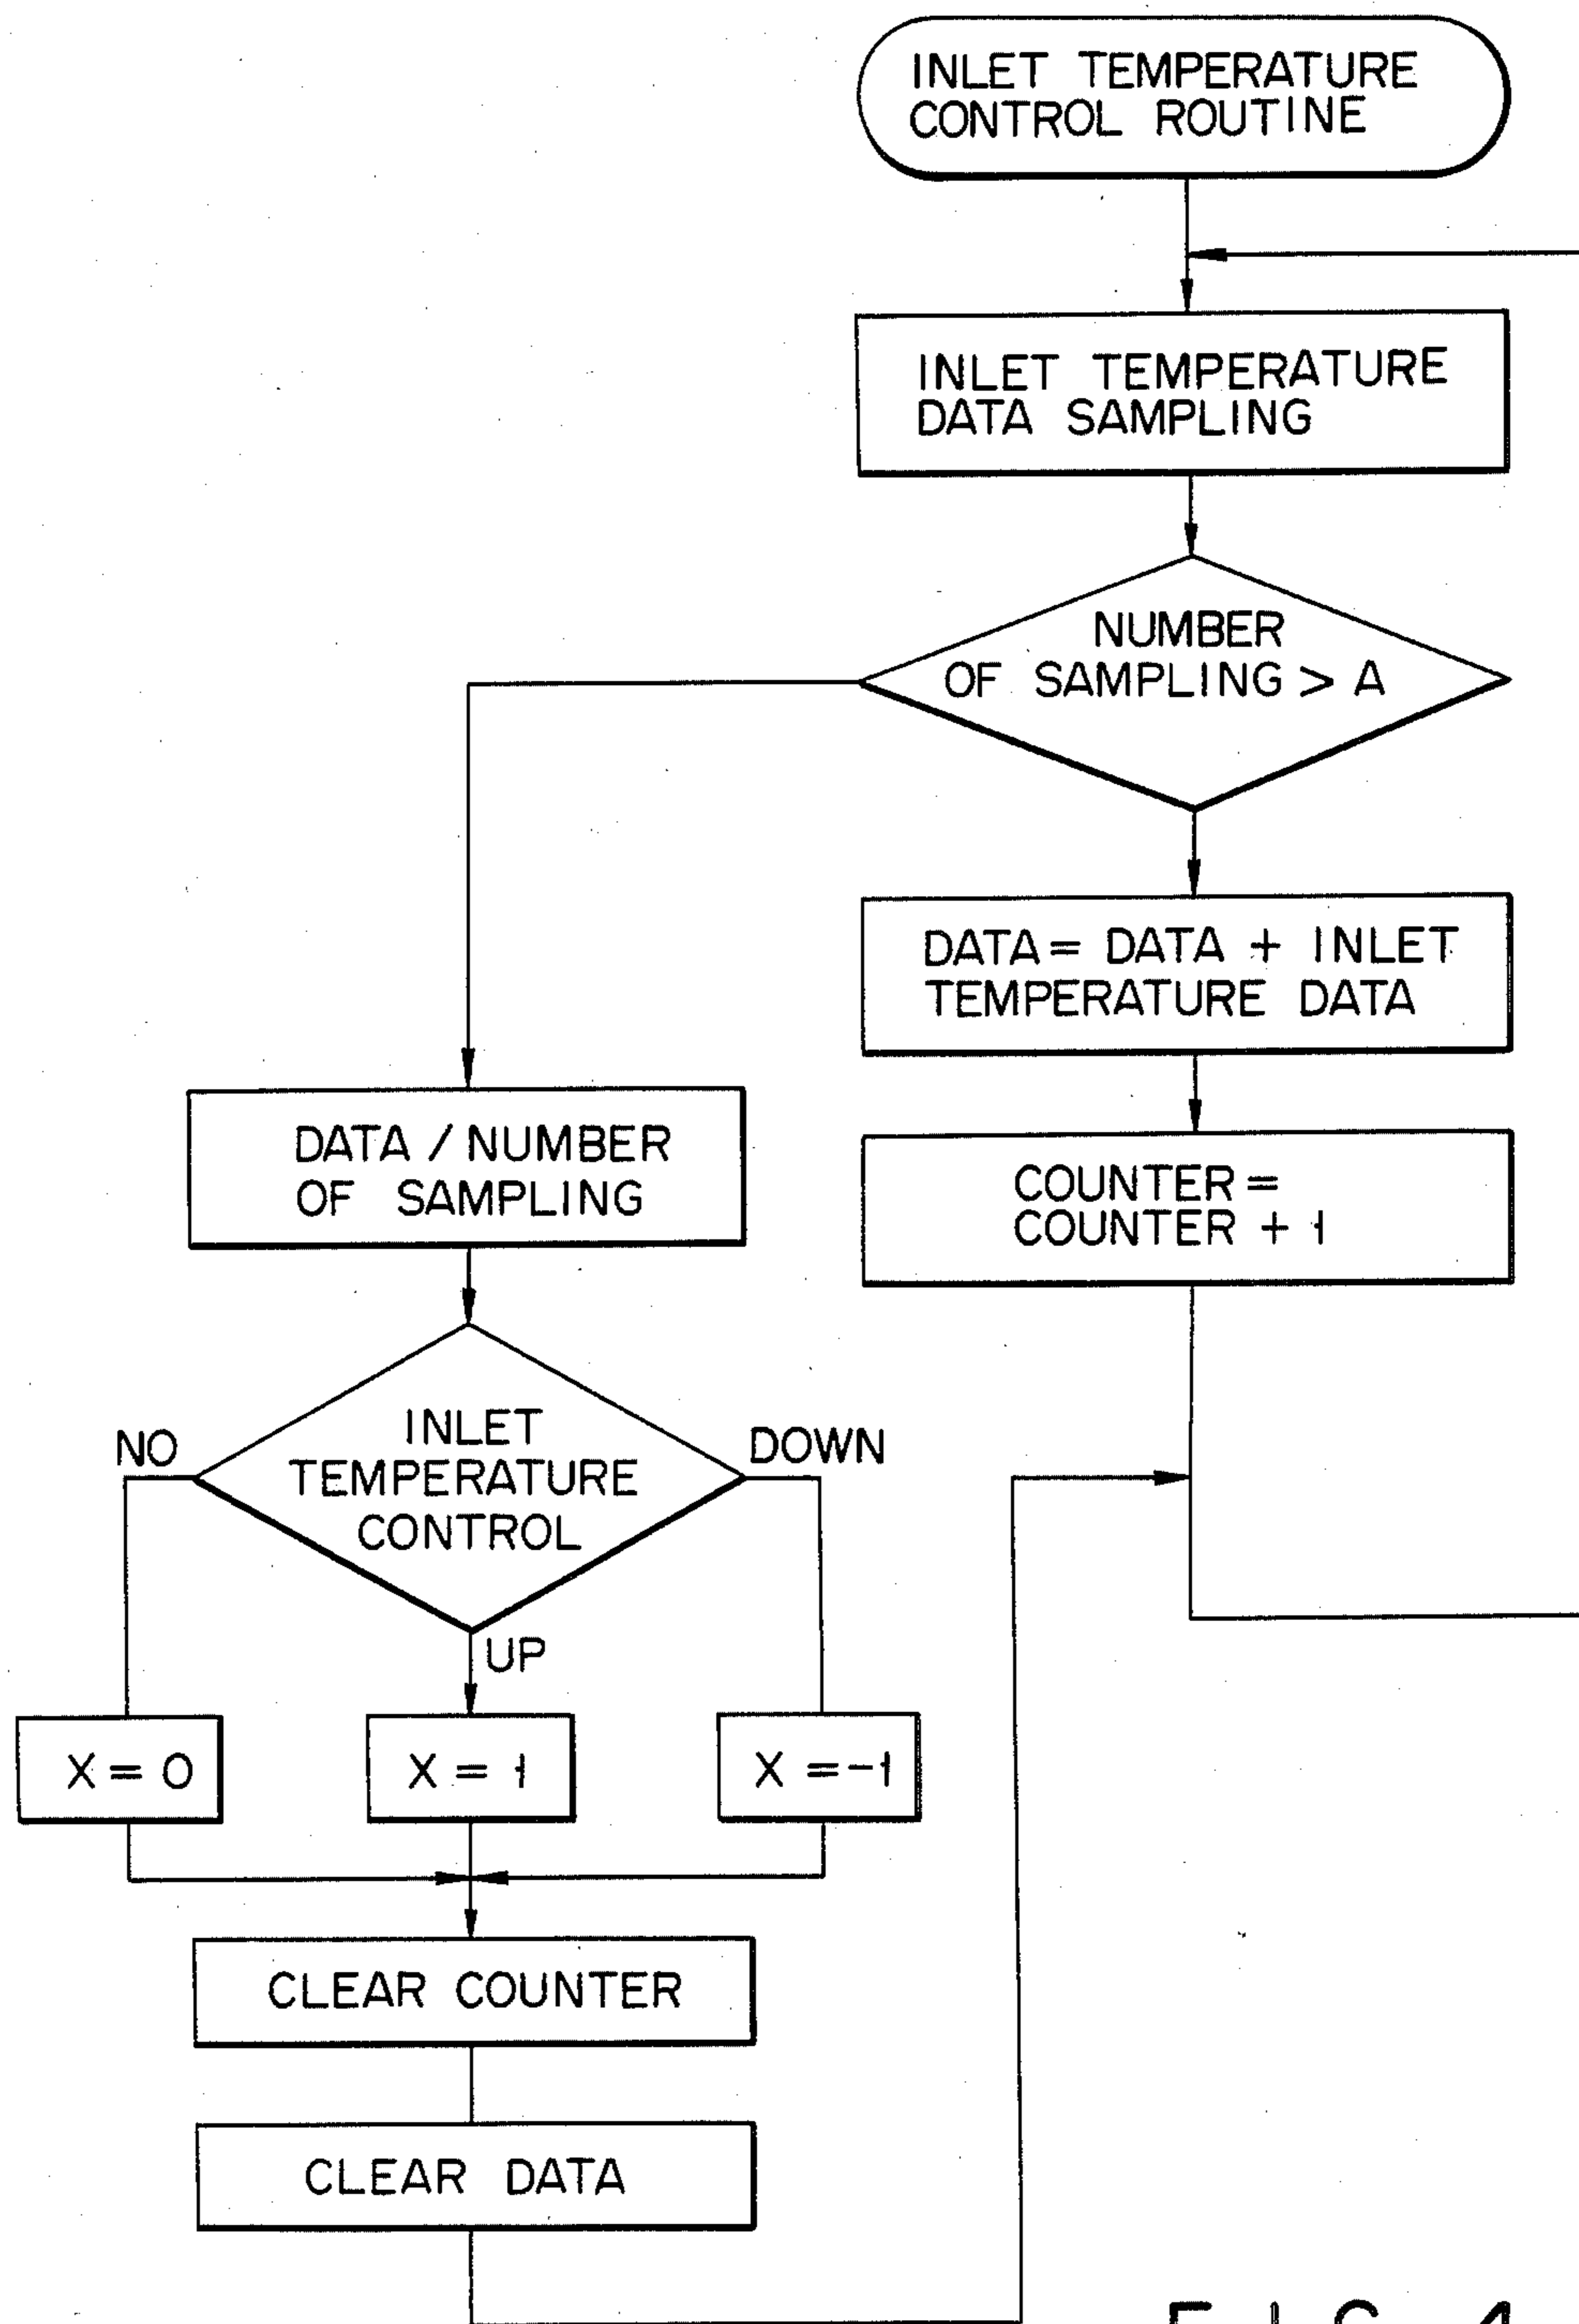 INLET TEMPERATURE
CONTROL ROUTINE
INLET TEMPERATURE
DATA SAMPLING
NUMBER
OF SAMPLING > A
DATA = DATA + INLET
TEMPERATURE DATA
COUNTER =
COUNTER + 1
DATA / NUMBER
OF SAMPLING
INLET
TEMPERATURE
CONTROL
NO
DOWN
UP
X = 0
X = 1
X = -1
CLEAR COUNTER
CLEAR DATA